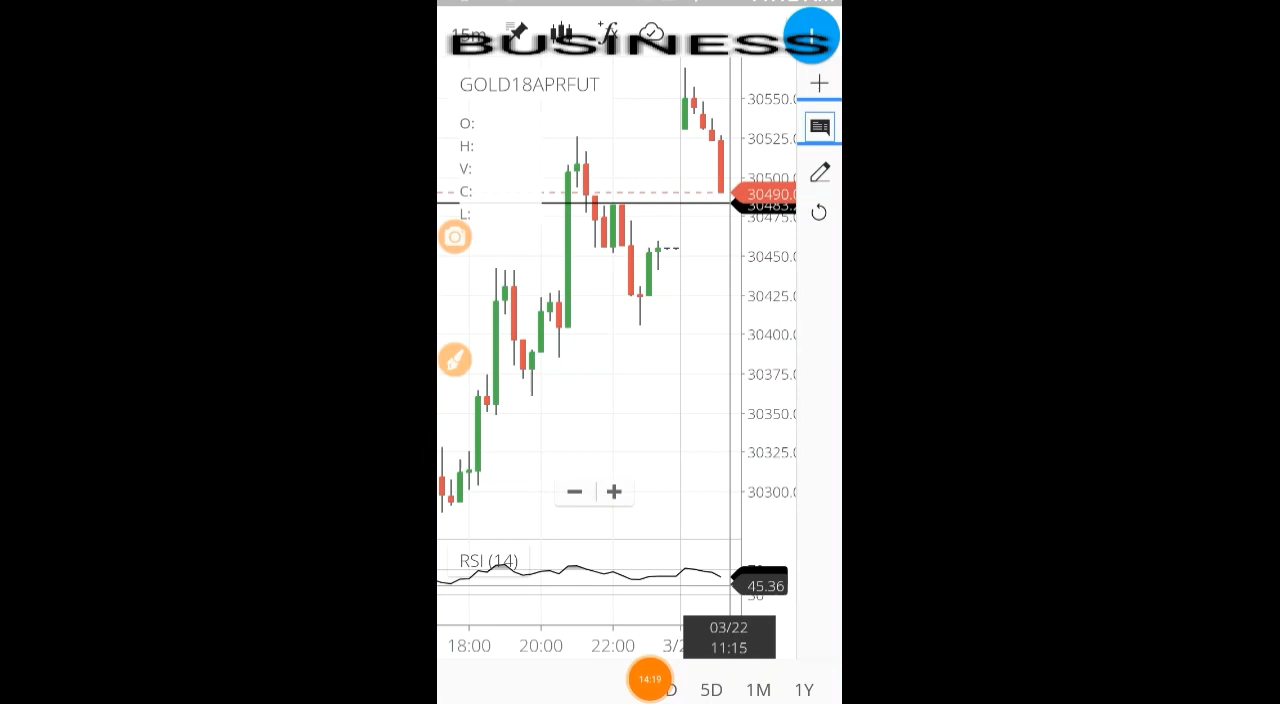 15m
BUSINESS
GOLD18APRFUT
O:
H:
V:
C:
L:
30550.0
30525.0
30500.0
30490.0
30475.0
30450.0
30425.0
30400.0
30375.0
30350.0
30325.0
30300.0
RSI (14)
45.36
18:00
20:00
22:00
03/22
11:15
14:19
5D
1M
1Y